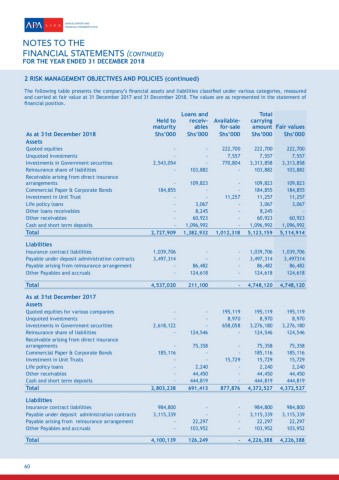 APA LIFE
NOTES TO THE
FINANCIAL STATEMENTS (CONTINUED)
FOR THE YEAR ENDED 31 DECEMBER 2018
2 RISK MANAGEMENT OBJECTIVES AND POLICIES (continued)
The following table presents the company's financial assets and liabilities classified under various categories, measured
and carried at fair value at 31 December 2017 and 31 December 2018. The values are as represented in the statement of
financial position.
Loans and Total
Held to receiv- Available- carrying
maturity ables for-sale amount Fair values
As at 31st December 2018 Shs'000 Shs'000 Shs'000 Shs'000 Shs'000
Assets
Quoted equities - - 222,700 222,700 222,700
Unquoted investments - - 7,557 7,557 7,557
Investments in Government securities 2,543,054 - 770,804 3,313,858 3,313,858
Reinsurance share of liabilities - 103,882 - 103,882 103,882
Receivable arising from direct insurance
arrangements - 109,823 - 109,823 109,823
Commercial Paper & Corporate Bonds 184,855 - - 184,855 184,855
Investment in Unit Trust - - 11,257 11,257 11,257
Life policy loans - 3,067 - 3,067 3,067
Other loans receivables - 8,245 - 8,245
Other receivables - 60,923 - 60,923 60,923
Cash and short term deposits - 1,096,992 - 1,096,992 1,096,992
Total 2,727,909 1,382,932 1,012,318 5,123,159 5,114,914
Liabilities
Insurance contract liabilities 1,039,706 - - 1,039,706 1,039,706
Payable under deposit administration contracts 3,497,314 - - 3,497,314 3,497314
Payable arising from reinsurance arrangement - 86,482 - 86,482 86,482
Other Payables and accruals - 124,618 - 124,618 124,618
Total 4,537,020 211,100 - 4,748,120 4,748,120
As at 31st December 2017
Assets
Quoted equities for various companies - - 195,119 195,119 195,119
Unquoted investments - - 8,970 8,970 8,970
Investments in Government securities 2,618,122 - 658,058 3,276,180 3,276,180
Reinsurance share of liabilities - 124,546 - 124,546 124,546
Receivable arising from direct insurance
arrangements - 75,358 - 75,358 75,358
Commercial Paper & Corporate Bonds 185,116 - - 185,116 185,116
Investment in Unit Trusts - - 15,729 15,729 15,729
Life policy loans - 2,240 - 2,240 2,240
Other receivables - 44,450 - 44,450 44,450
Cash and short term deposits - 444,819 - 444,819 444,819
Total 2,803,238 691,413 877,876 4,372,527 4,372,527
Liabilities
Insurance contract liabilities 984,800 - - 984,800 984,800
Payable under deposit administration contracts 3,115,339 - - 3,115,339 3,115,339
Payable arising from reinsurance arrangement - 22,297 - 22,297 22,297
Other Payables and accruals - 103,952 - 103,952 103,952
Total 4,100,139 126,249 - 4,226,388 4,226,388
60